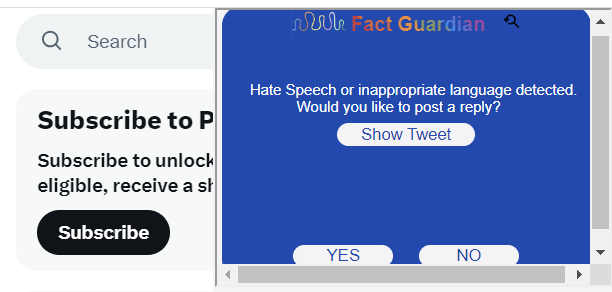 Search
Subscribe to P
Subscribe to unlock
eligible, receive a sh
Subscribe
Fact Guardian
Hate Speech or inappropriate language detected.
Would you like to post a reply?
Show Tweet
YES
NO